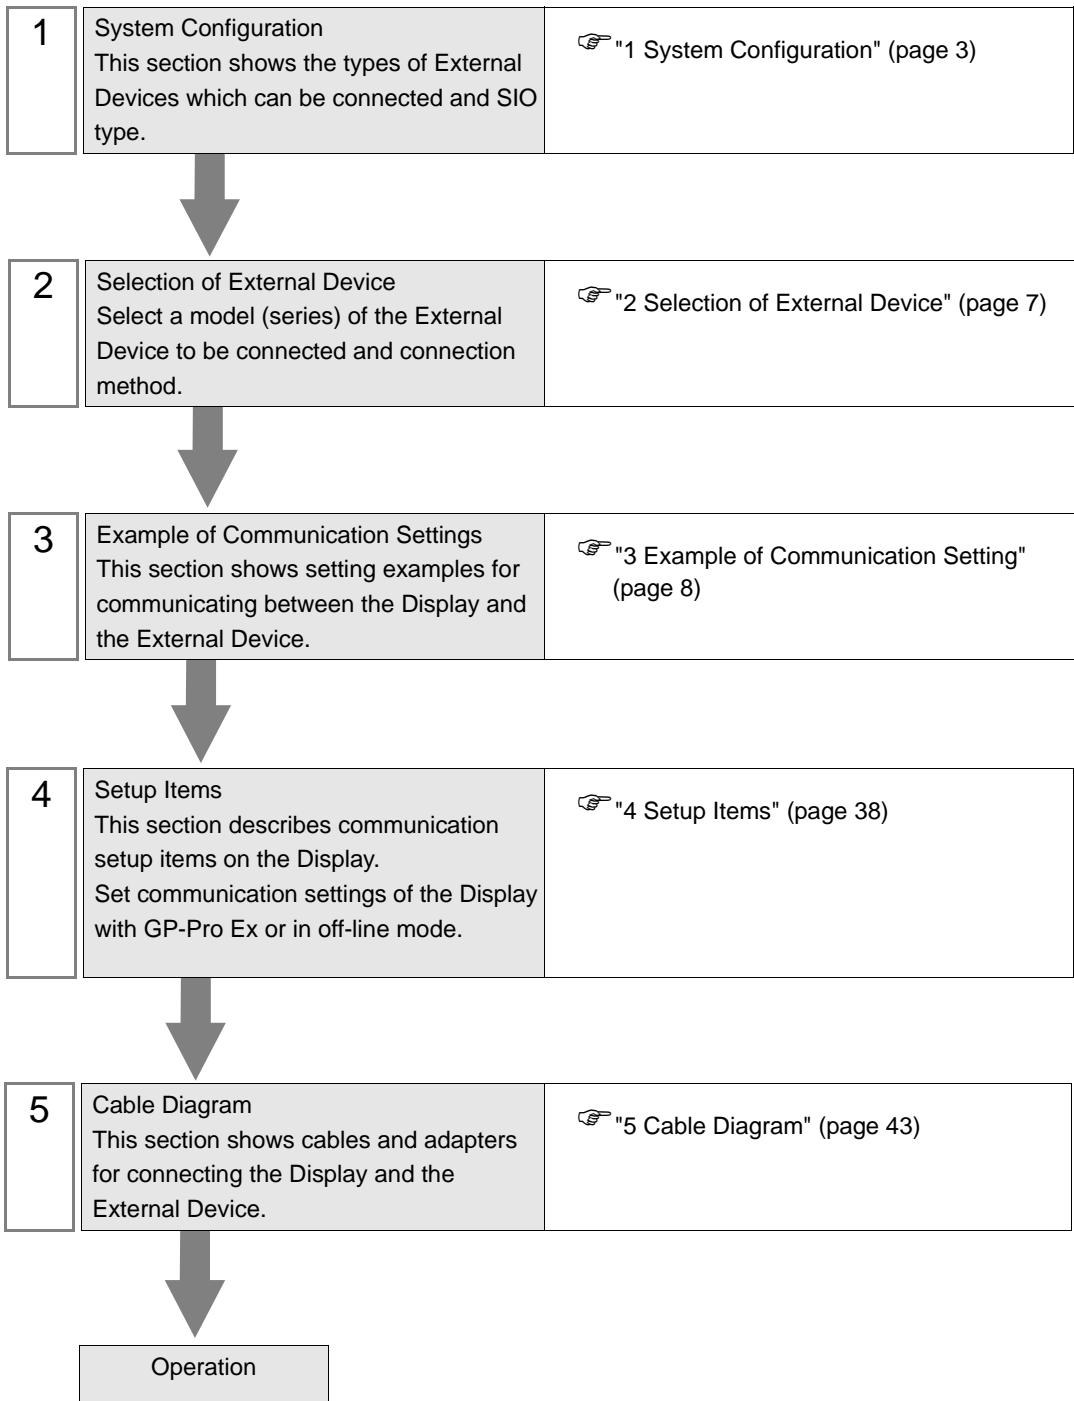 1
System Configuration
This section shows the types of External
Devices which can be connected and SIO
type.
"1 System Configuration" (page 3)
2
Selection of External Device
Select a model (series) of the External
Device to be connected and connection
method.
"2 Selection of External Device" (page 7)
3
Example of Communication Settings
This section shows setting examples for
communicating between the Display and
the External Device.
"3 Example of Communication Setting"
(page 8)
4
Setup Items
This section describes communication
setup items on the Display.
Set communication settings of the Display
with GP-Pro Ex or in off-line mode.
"4 Setup Items" (page 38)
5
Cable Diagram
This section shows cables and adapters
for connecting the Display and the
External Device.
"5 Cable Diagram" (page 43)
Operation